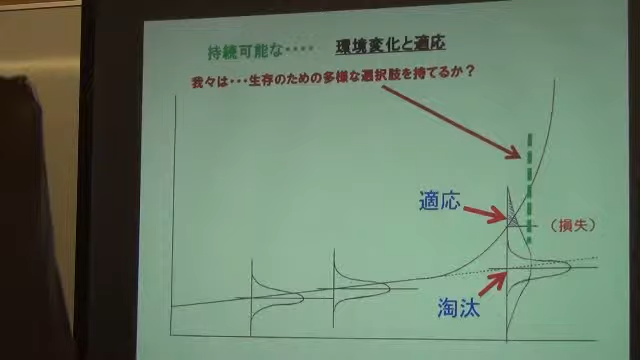 持続可能な‥‥‥ 環境変化と適応
我々は・・・生存のための多様な選択肢を持てるか？
適応
（損失）
淘汰